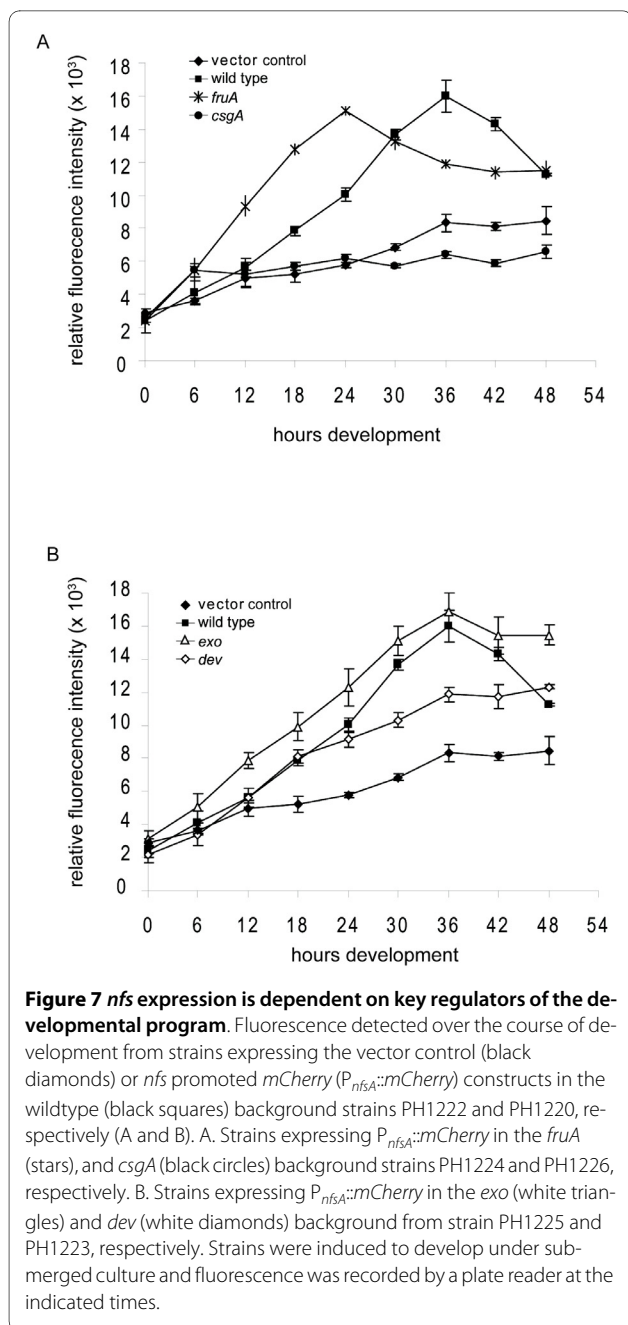 A
vector control
wild type
fruA
csgA
relative fluorecence intensity (x 10³)
18
16
14
12
10
8
6
4
2
0
0 6 12 18 24 30 36 42 48 54
hours development
B
vector control
wild type
exo
dev
relative fluorecence intensity (x 10³)
18
16
14
12
10
8
6
4
2
0
0 6 12 18 24 30 36 42 48 54
hours development
Figure 7 nfs expression is dependent on key regulators of the de-
velopmental program. Fluorescence detected over the course of de-
velopment from strains expressing the vector control (black
diamonds) or nfs promoted mCherry (PnfsA::mCherry) constructs in the
wildtype (black squares) background strains PH1222 and PH1220, re-
spectively (A and B). A. Strains expressing PnfsA::mCherry in the fruA
(stars), and csgA (black circles) background strains PH1224 and PH1226,
respectively. B. Strains expressing PnfsA::mCherry in the exo (white trian-
gles) and dev (white diamonds) background from strain PH1225 and
PH1223, respectively. Strains were induced to develop under sub-
merged culture and fluorescence was recorded by a plate reader at the
indicated times.